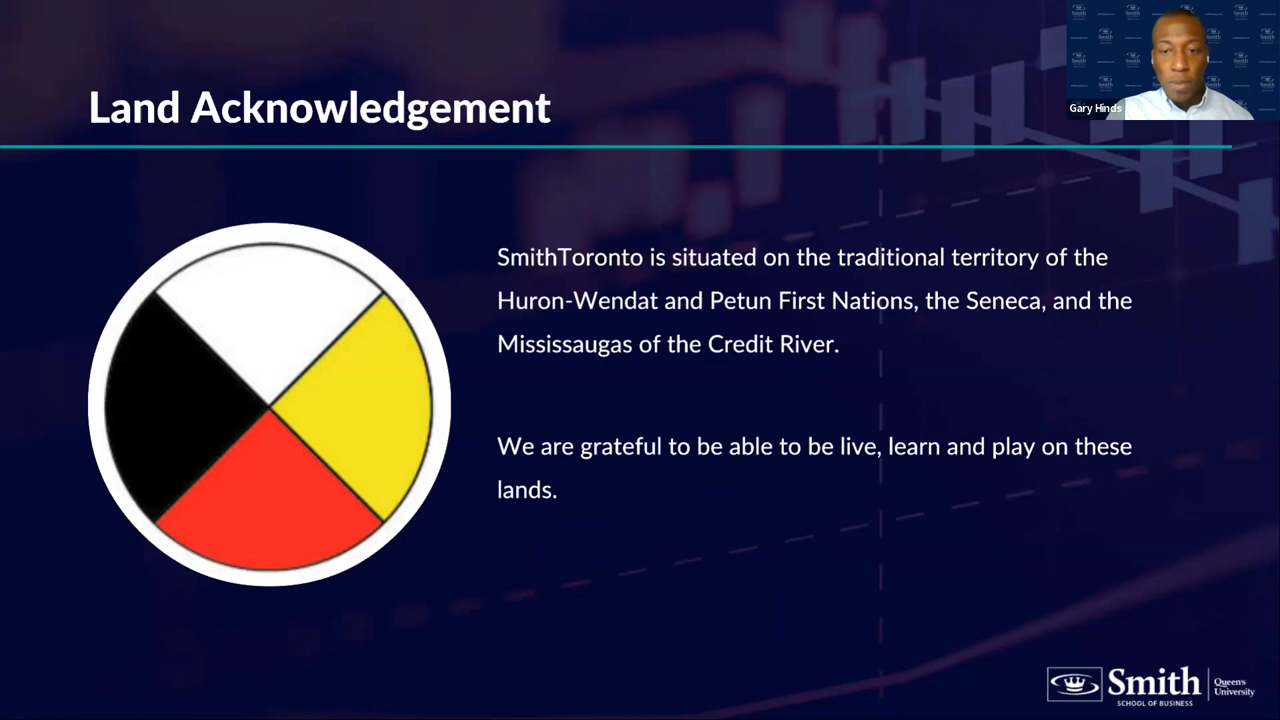 Land Acknowledgement
Gary Hinds
SmithToronto is situated on the traditional territory of the
Huron-Wendat and Petun First Nations, the Seneca, and the
Mississaugas of the Credit River.
We are grateful to be able to be live, learn and play on these
lands.
Smith
SCHOOL OF BUSINESS
Queen's
University